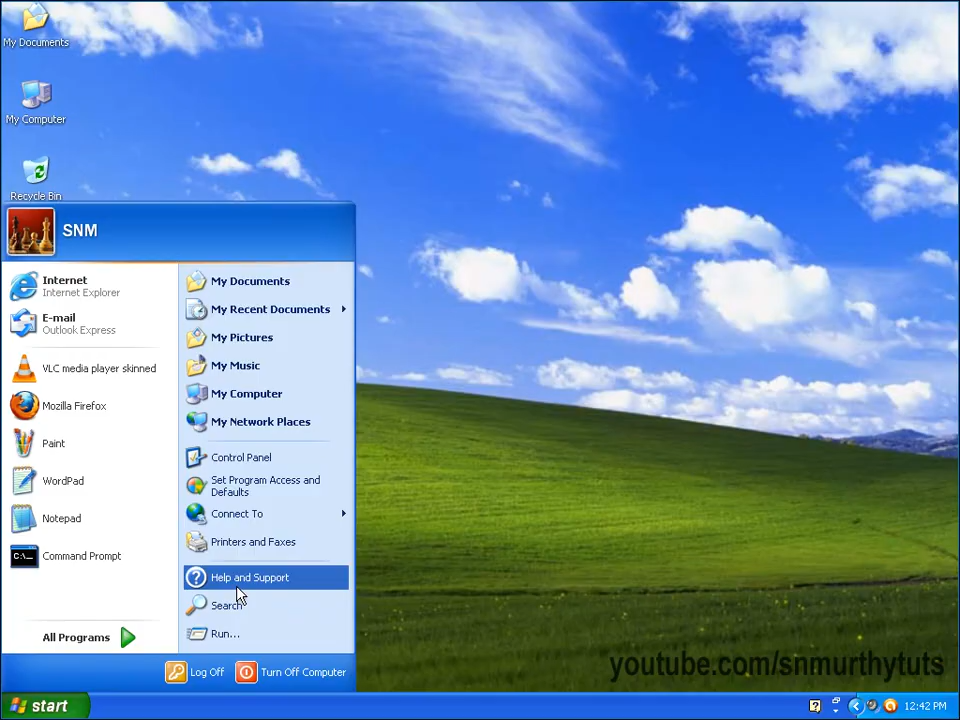 My Documents
My Computer
Recycle Bin
SNM
Internet
Internet Explorer
E-mail
Outlook Express
VLC media player skinned
Mozilla Firefox
Paint
WordPad
Notepad
C:\_
Command Prompt
All Programs
My Documents
My Recent Documents
My Pictures
My Music
My Computer
My Network Places
Control Panel
Set Program Access and
Defaults
Connect To
Printers and Faxes
Help and Support
Search
Run...
Log Off
Turn Off Computer
youtube.com/snmurthytuts
start
12:42 PM